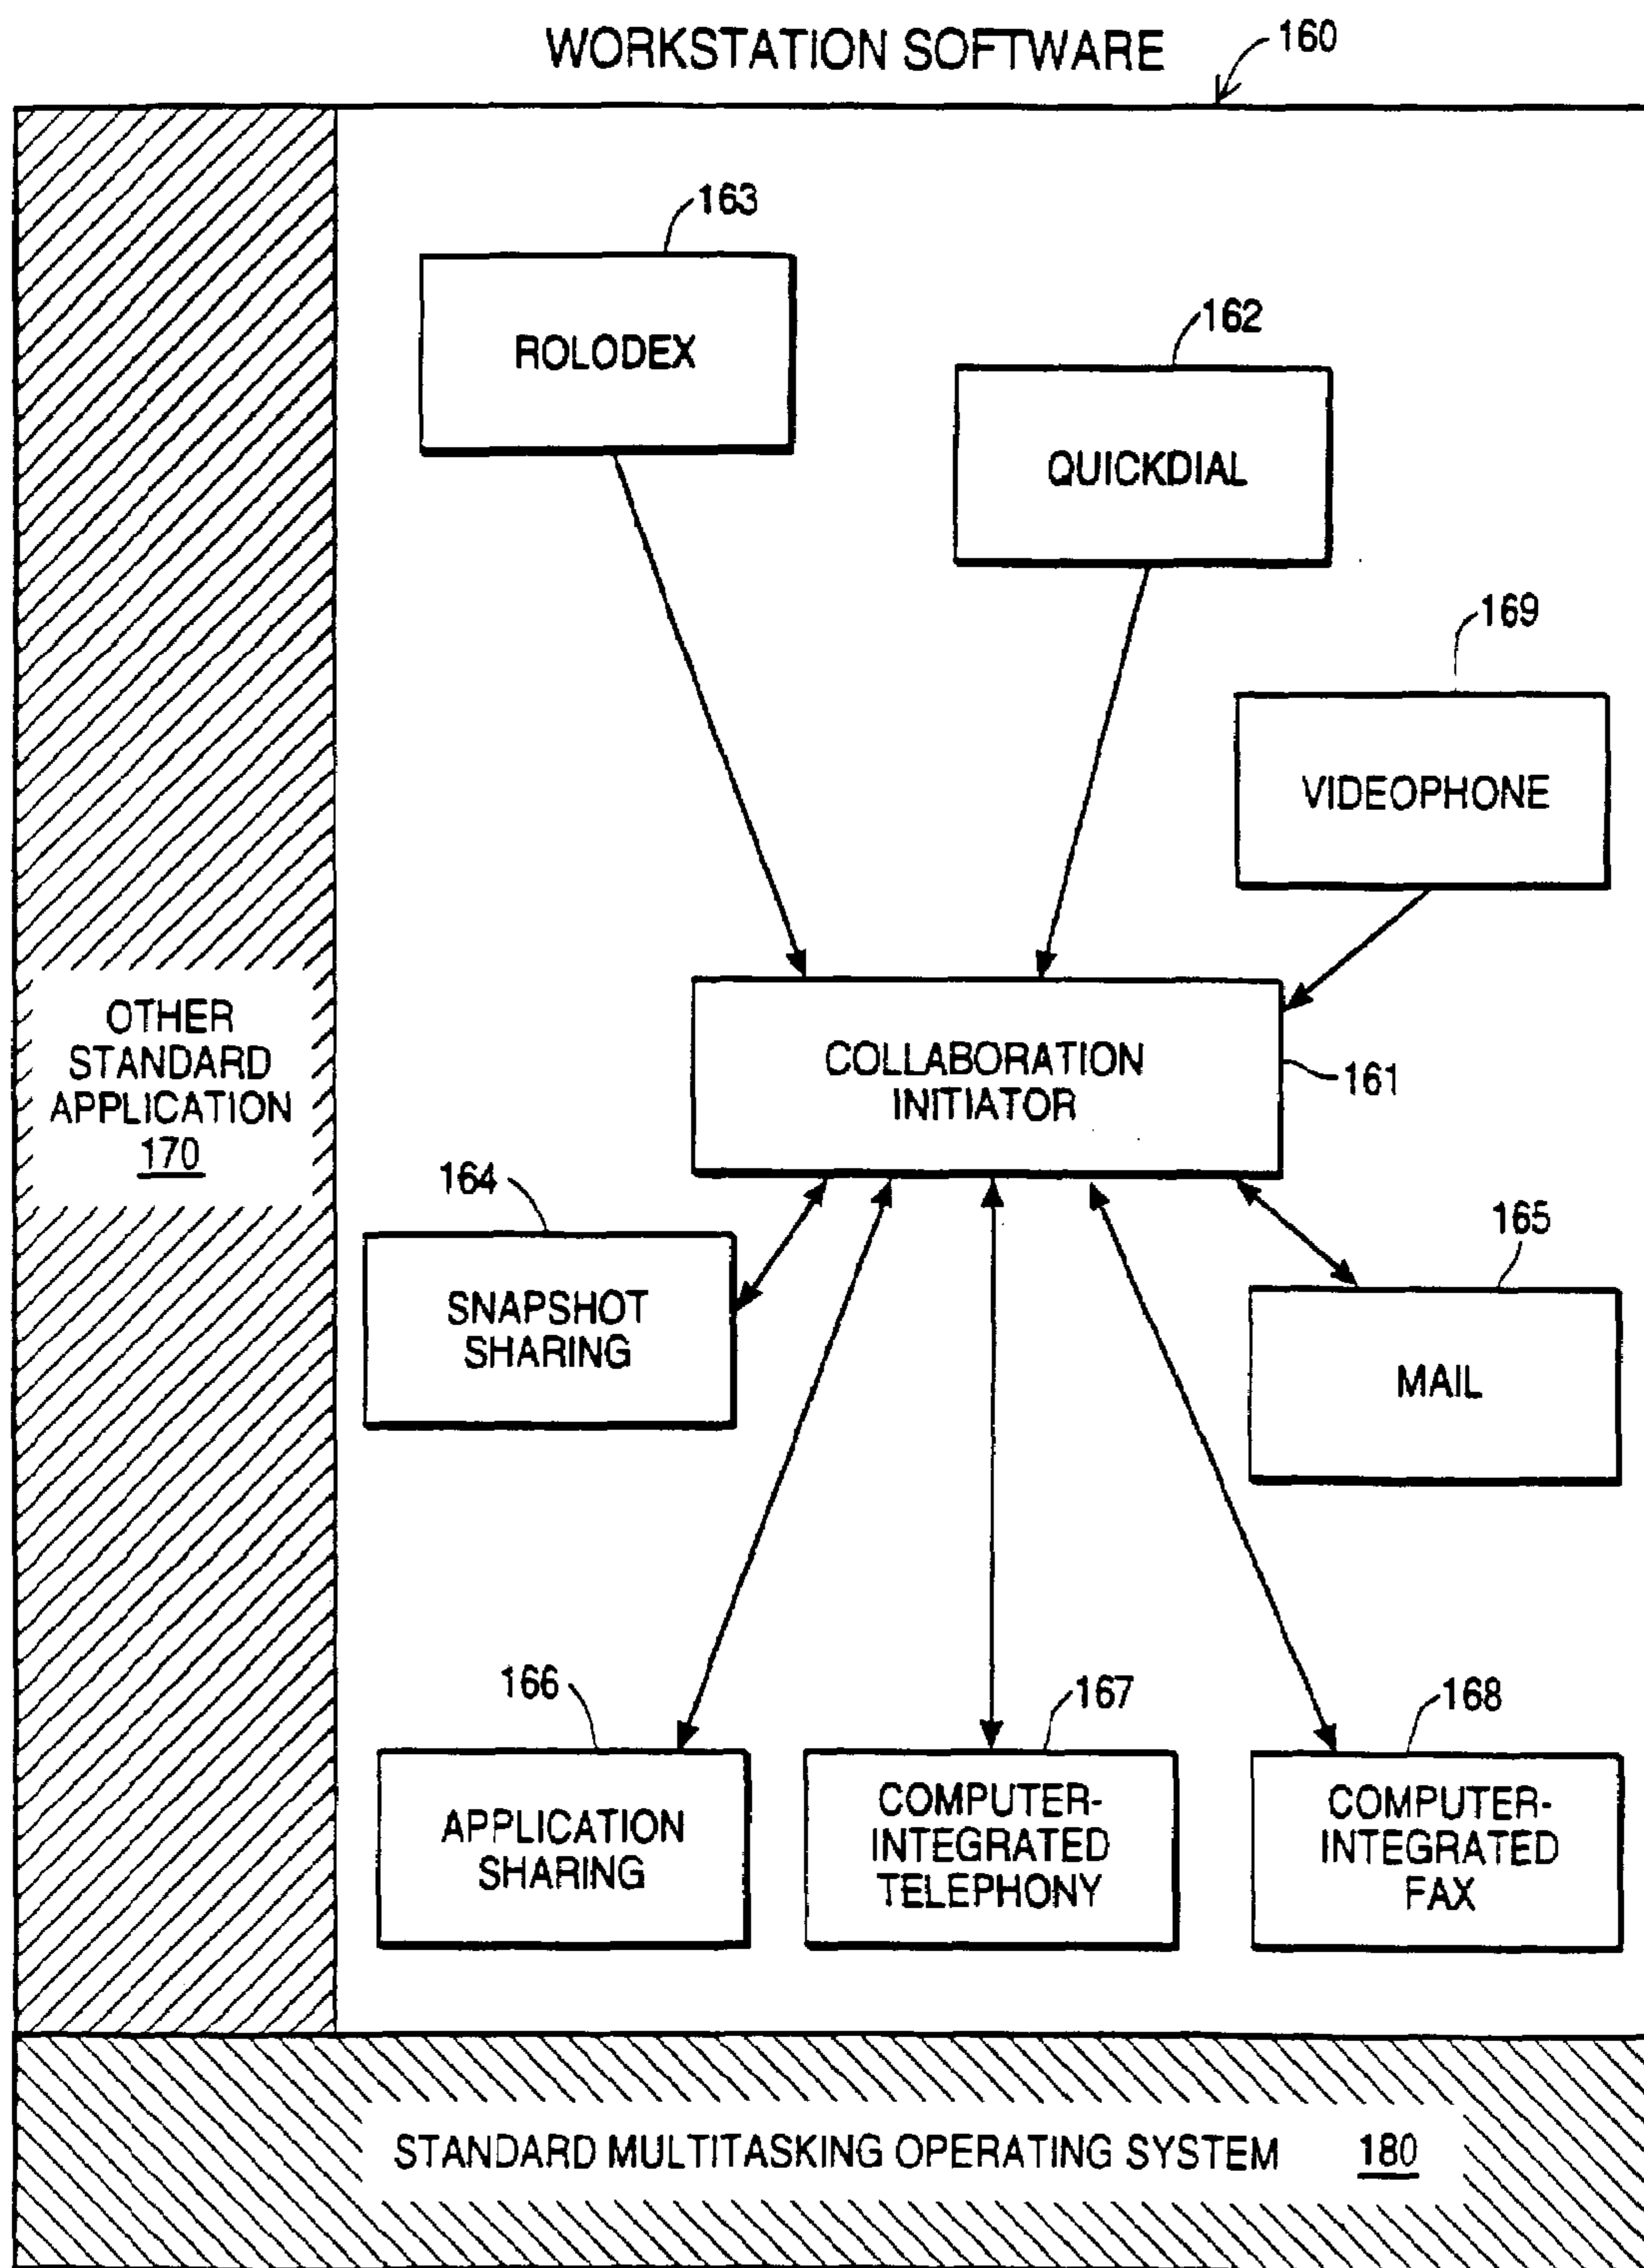 WORKSTATION SOFTWARE
160
163
ROLODEX
162
QUICKDIAL
169
VIDEOPHONE
OTHER
STANDARD
APPLICATION
170
COLLABORATION
INITIATOR
161
164
SNAPSHOT
SHARING
165
MAIL
166
APPLICATION
SHARING
167
COMPUTER-
INTEGRATED
TELEPHONY
168
COMPUTER-
INTEGRATED
FAX
STANDARD MULTITASKING OPERATING SYSTEM 180